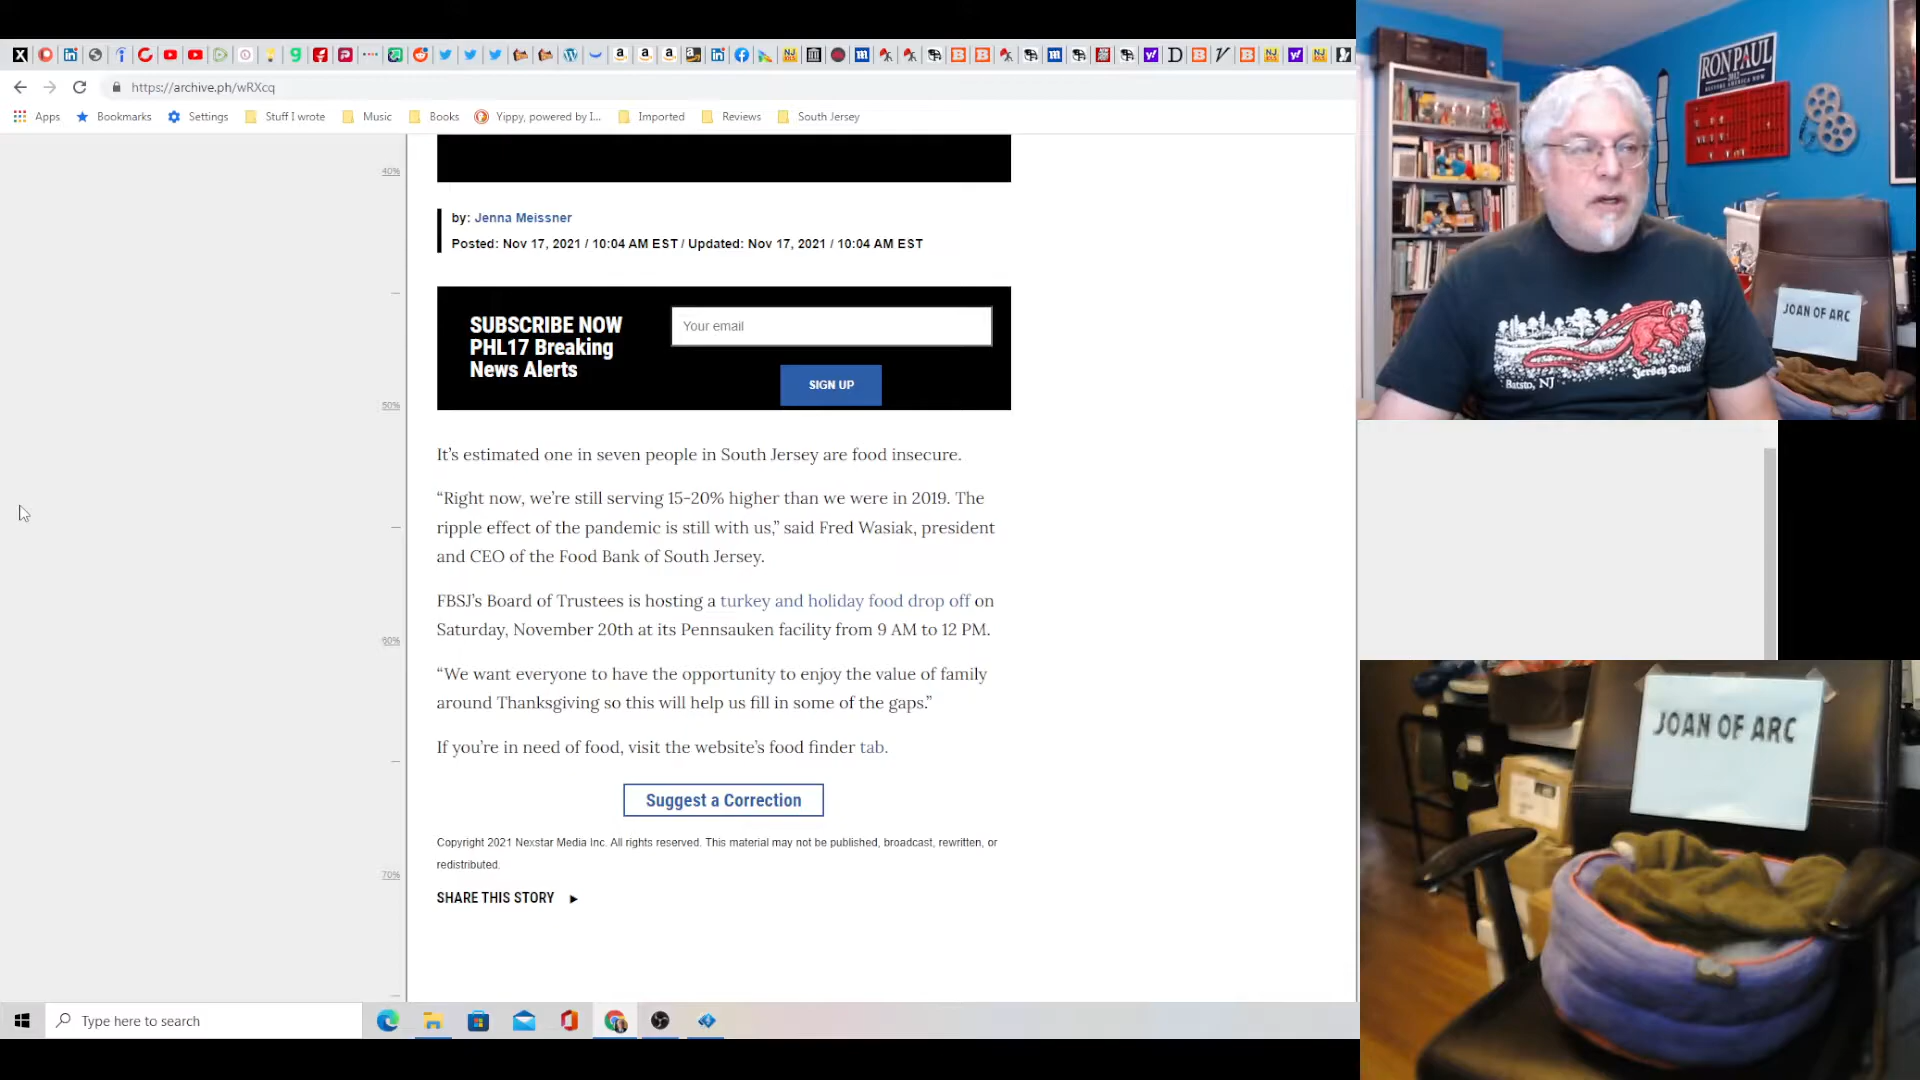 https://archive.ph/wRXcq
Apps
Bookmarks
Settings
Stuff I wrote
Music
Books
Yippy, powered by I...
Imported
Reviews
South Jersey
40%
by: Jenna Meissner
Posted: Nov 17, 2021 / 10:04 AM EST / Updated: Nov 17, 2021 / 10:04 AM EST
SUBSCRIBE NOW
PHL17 Breaking
News Alerts
Your email
SIGN UP
50%
It’s estimated one in seven people in South Jersey are food insecure.
“Right now, we’re still serving 15-20% higher than we were in 2019. The
ripple effect of the pandemic is still with us,” said Fred Wasiak, president
and CEO of the Food Bank of South Jersey.
FBSJ’s Board of Trustees is hosting a turkey and holiday food drop off on
Saturday, November 20th at its Pennsauken facility from 9 AM to 12 PM.
60%
“We want everyone to have the opportunity to enjoy the value of family
around Thanksgiving so this will help us fill in some of the gaps.”
If you’re in need of food, visit the website’s food finder tab.
Suggest a Correction
Copyright 2021 Nexstar Media Inc. All rights reserved. This material may not be published, broadcast, rewritten, or
redistributed.
70%
SHARE THIS STORY
Type here to search
RON PAUL
2012
RESTORE AMERICA NOW
JOAN OF ARC
Batsto, NJ
Jersey Devil
JOAN OF ARC